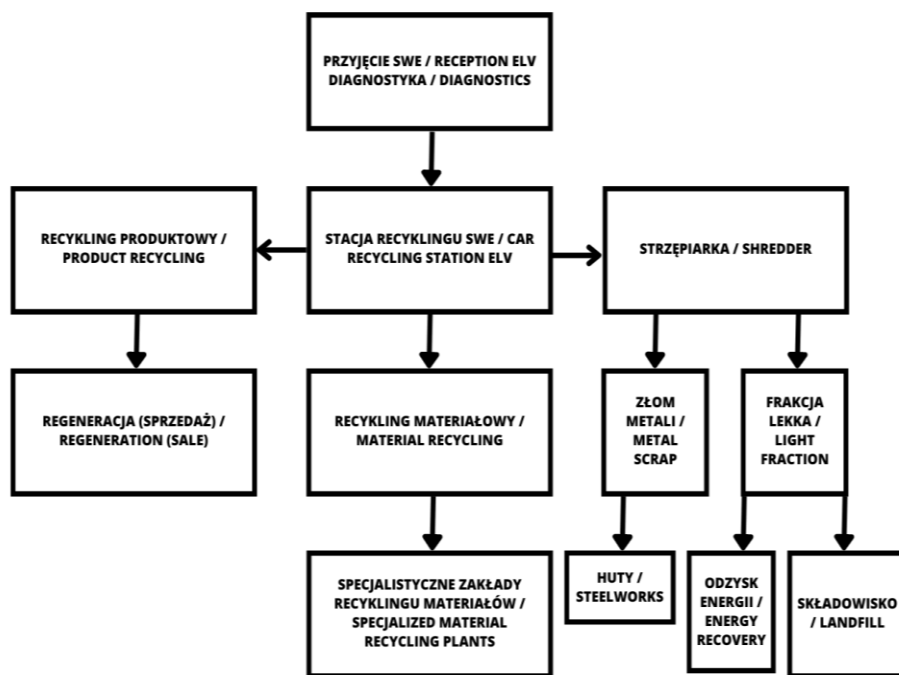 PRZYJĘCIE SWE / RECEPTION ELV
DIAGNOSTYKA / DIAGNOSTICS
RECYKLING PRODUKTOWY /
PRODUCT RECYCLING
STACJA RECYKLINGU SWE / CAR
RECYCLING STATION ELV
STRZĘPIARKA / SHREDDER
REGENERACJA (SPRZEDAŻ) /
REGENERATION (SALE)
RECYKLING MATERIAŁOWY /
MATERIAL RECYCLING
ZŁOM
METALI /
METAL
SCRAP
FRAKCJA
LEKKA /
LIGHT
FRACTION
SPECJALISTYCZNE ZAKŁADY
RECYKLINGU MATERIAŁÓW /
SPECIALIZED MATERIAL
RECYCLING PLANTS
HUTY /
STEELWORKS
ODZYSK
ENERGII /
ENERGY
RECOVERY
SKŁADOWISKO
/ LANDFILL